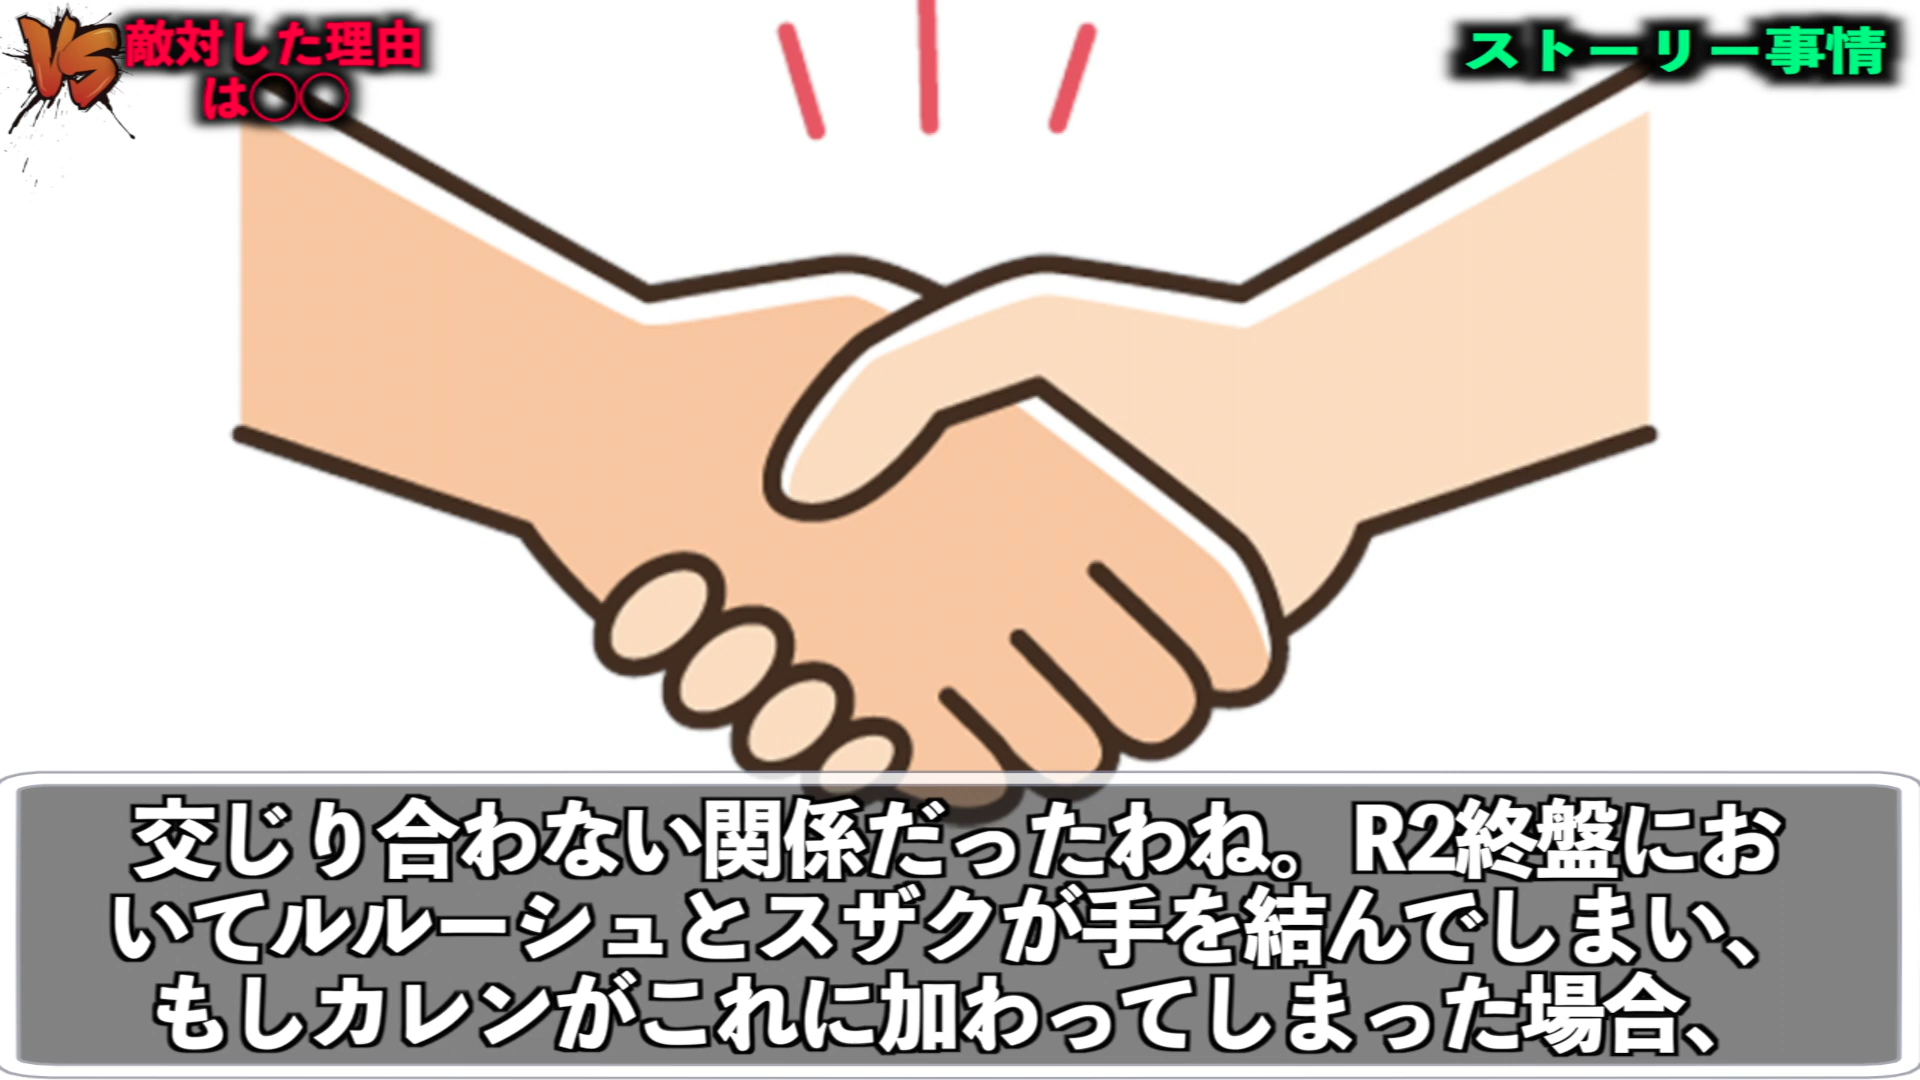 VS
敵対した理由
は○○
ストーリー事情
交じり合わない関係だったわね。R2終盤にお
いてルルーシュとスザクが手を結んでしまい、
もしカレンがこれに加わってしまった場合、